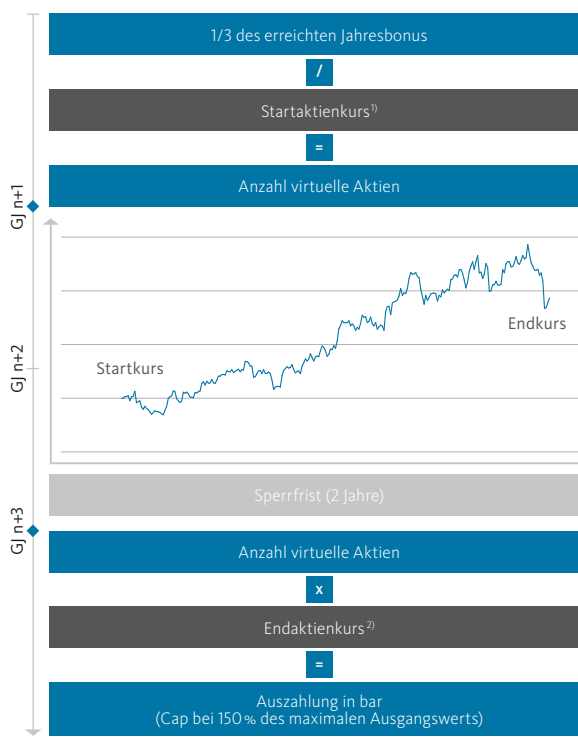 1/3 des erreichten Jahresbonus
/
Startaktienkurs¹⁾
=
Anzahl virtuelle Aktien
GJ n+1
Endkurs
GJ n+2
Startkurs
Sperrfrist (2 Jahre)
GJ n+3
Anzahl virtuelle Aktien
x
Endaktienkurs²⁾
=
Auszahlung in bar
(Cap bei 150 % des maximalen Ausgangswerts)